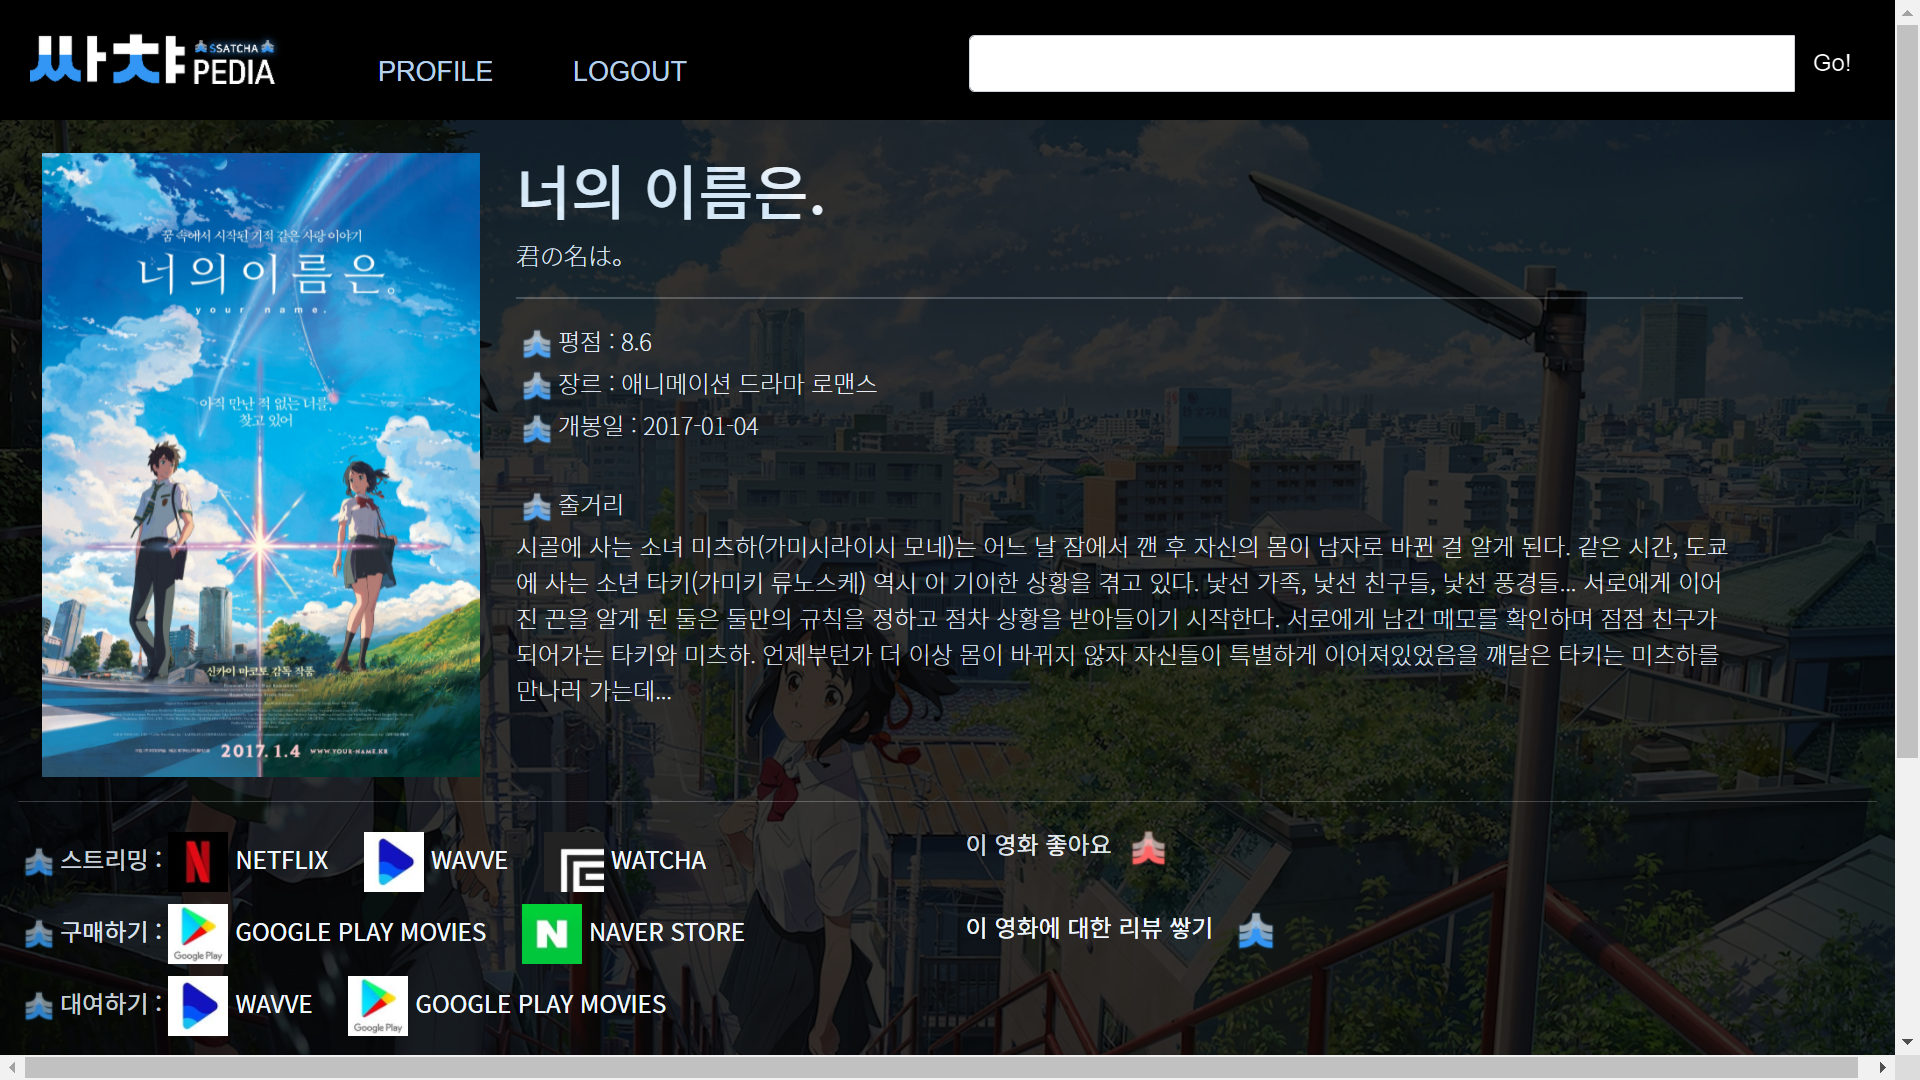 싸챠 SSATCHA PEDIA
PROFILE
LOGOUT
Go!
꿈 속에서 시작된 기적 같은 사랑 이야기
너의 이름은。
your name.
아직 만난 적 없는 너를,
찾고 있어
신카이 마코토 감독 작품
2017. 1. 4 WWW.YOUR-NAME.KR
너의 이름은.
君の名は。
평점 : 8.6
장르 : 애니메이션 드라마 로맨스
개봉일 : 2017-01-04
줄거리
시골에 사는 소녀 미츠하(가미시라이시 모네)는 어느 날 잠에서 깬 후 자신의 몸이 남자로 바뀐 걸 알게 된다. 같은 시간, 도쿄
에 사는 소년 타키(가미키 류노스케) 역시 이 기이한 상황을 겪고 있다. 낯선 가족, 낯선 친구들, 낯선 풍경들... 서로에게 이어
진 끈을 알게 된 둘은 둘만의 규칙을 정하고 점차 상황을 받아들이기 시작한다. 서로에게 남긴 메모를 확인하며 점점 친구가
되어가는 타키와 미츠하. 언제부턴가 더 이상 몸이 바뀌지 않자 자신들이 특별하게 이어져있었음을 깨달은 타키는 미츠하를
만나러 가는데...
스트리밍 : NETFLIX WAVVE WATCHA
구매하기 : Google Play GOOGLE PLAY MOVIES N NAVER STORE
대여하기 : WAVVE Google Play GOOGLE PLAY MOVIES
이 영화 좋아요
이 영화에 대한 리뷰 쌓기